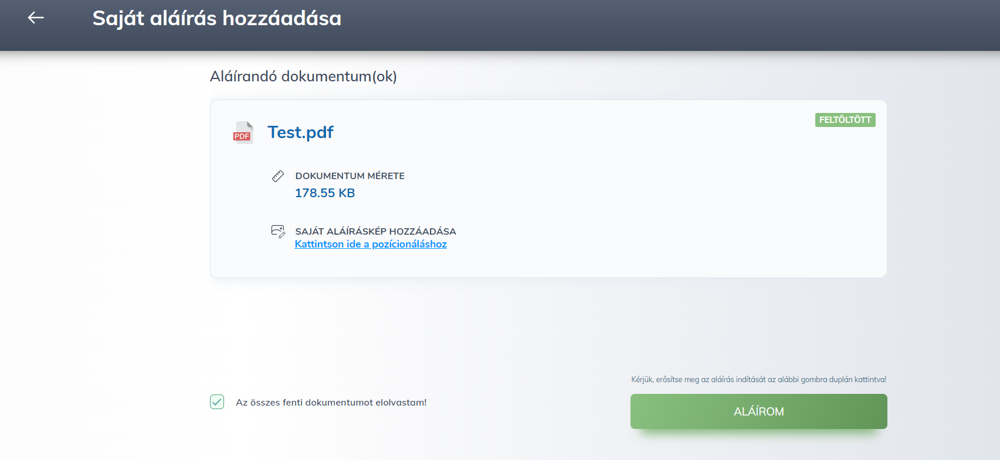 Saját aláírás hozzáadása
Aláírandó dokumentum(ok)
FELTÖLTÖTT
PDF
Test.pdf
DOKUMENTUM MÉRETE
178.55 KB
SAJÁT ALÁÍRÁSKÉP HOZZÁADÁSA
Kattintson ide a pozícionáláshoz
Kérjük, erősítse meg az aláírás indítását az alábbi gombra duplán kattintva!
Az összes fenti dokumentumot elolvastam!
ALÁÍROM